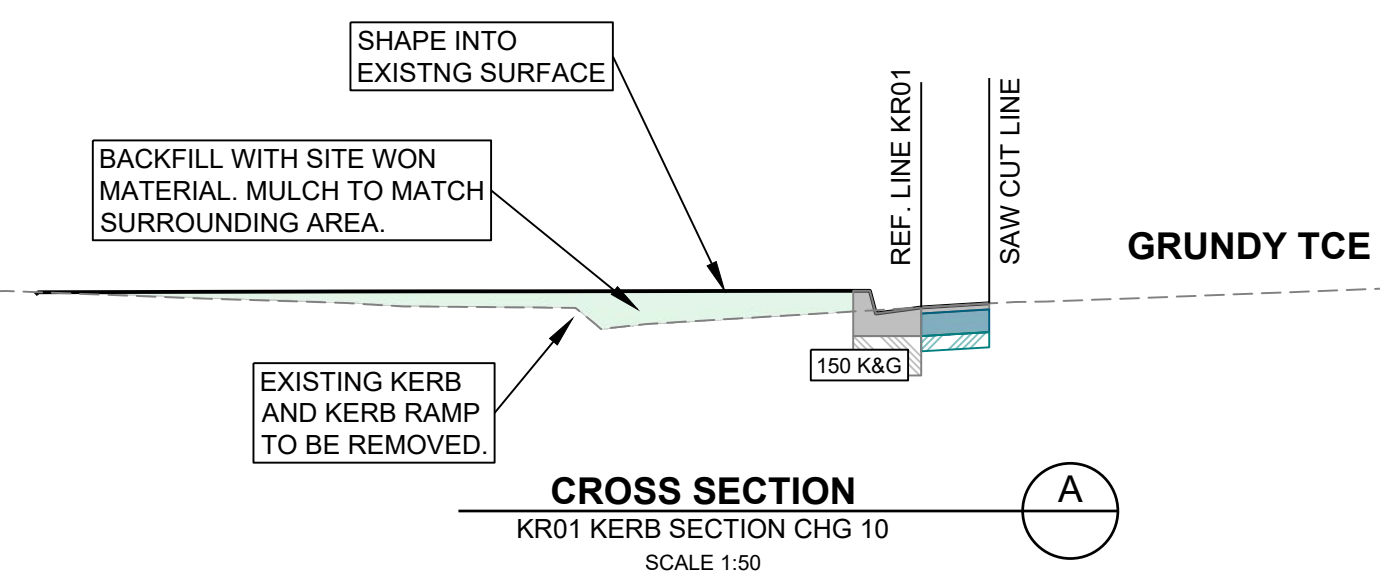 SHAPE INTO
EXISTNG SURFACE
BACKFILL WITH SITE WON
MATERIAL. MULCH TO MATCH
SURROUNDING AREA.
REF. LINE KR01
SAW CUT LINE
GRUNDY TCE
150 K&G
EXISTING KERB
AND KERB RAMP
TO BE REMOVED.
CROSS SECTION
A
KR01 KERB SECTION CHG 10
SCALE 1:50